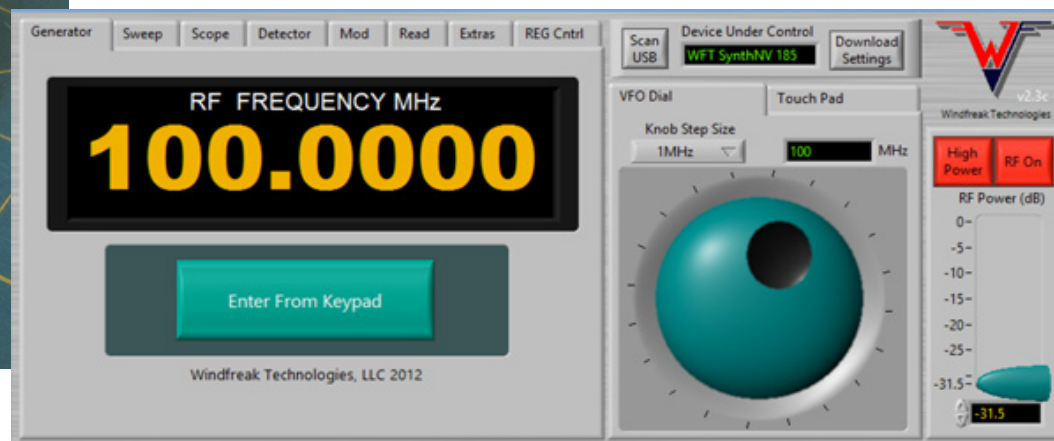 Generator
Sweep
Scope
Detector
Mod
Read
Extras
REG Cntrl
RF FREQUENCY MHz
100.0000
Enter From Keypad
Windfreak Technologies, LLC 2012
Scan
USB
Device Under Control
WFT SynthNV 185
Download
Settings
VFO Dial
Touch Pad
Knob Step Size
1MHz
100
MHz
W
v2.3c
Windfreak Technologies
High
Power
RF On
RF Power (dB)
0-
-5-
-10-
-15-
-20-
-25-
-31.5-
-31.5